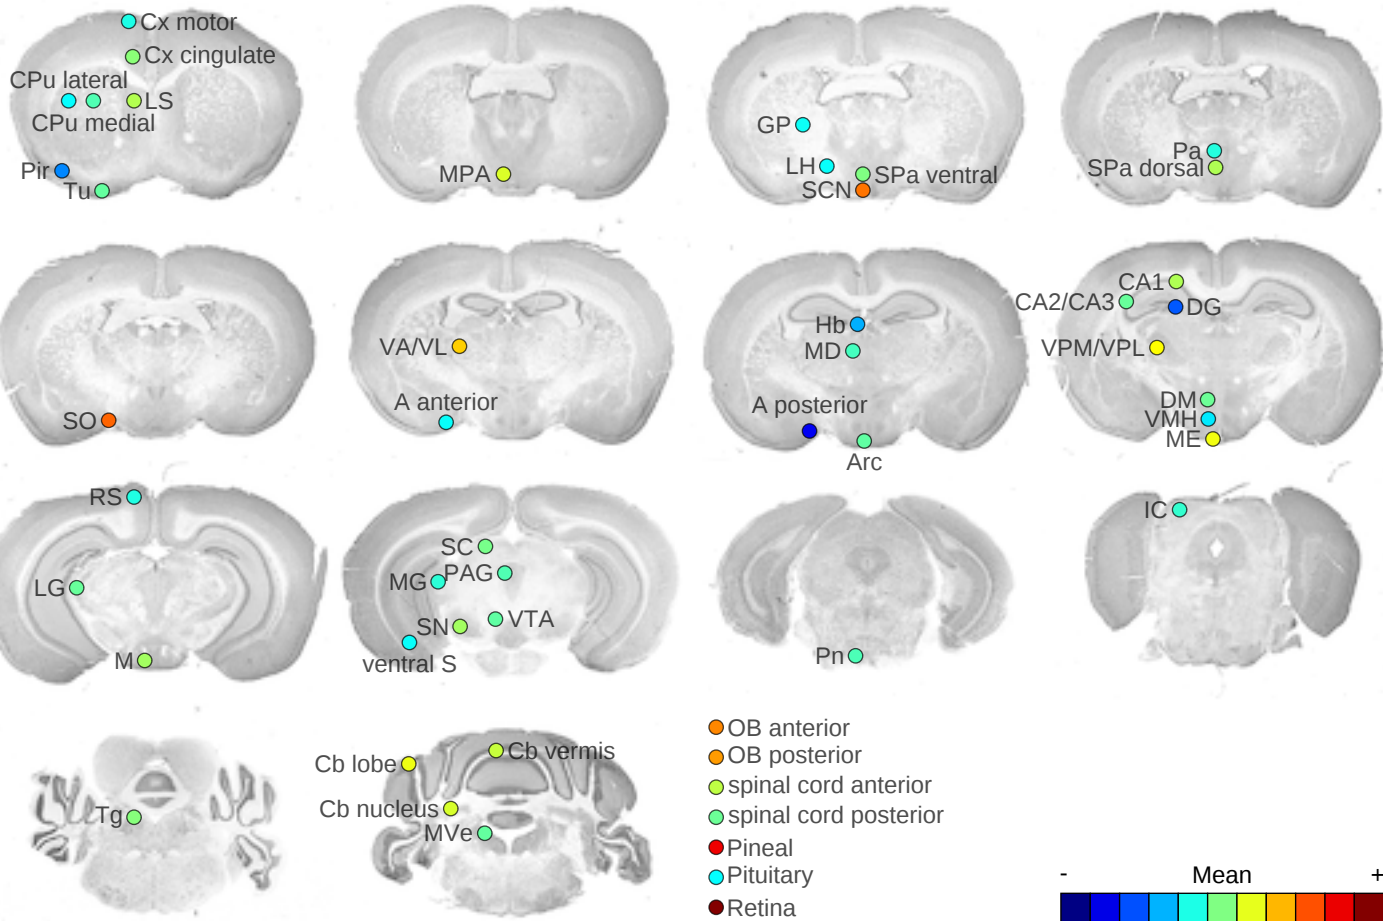 Cx motor
Cx cingulate
CPu lateral
LS
CPu medial
Pir
Tu
MPA
GP
LH
SPa ventral
SCN
Pa
SPa dorsal
SO
VA/VL
A anterior
Hb
MD
A posterior
Arc
CA1
CA2/CA3
DG
VPM/VPL
DM
VMH
ME
RS
LG
M
SC
PAG
MG
VTA
SN
ventral S
Pn
IC
Tg
Cb vermis
Cb lobe
Cb nucleus
MVe
OB anterior
OB posterior
spinal cord anterior
spinal cord posterior
Pineal
Pituitary
Retina
- Mean +